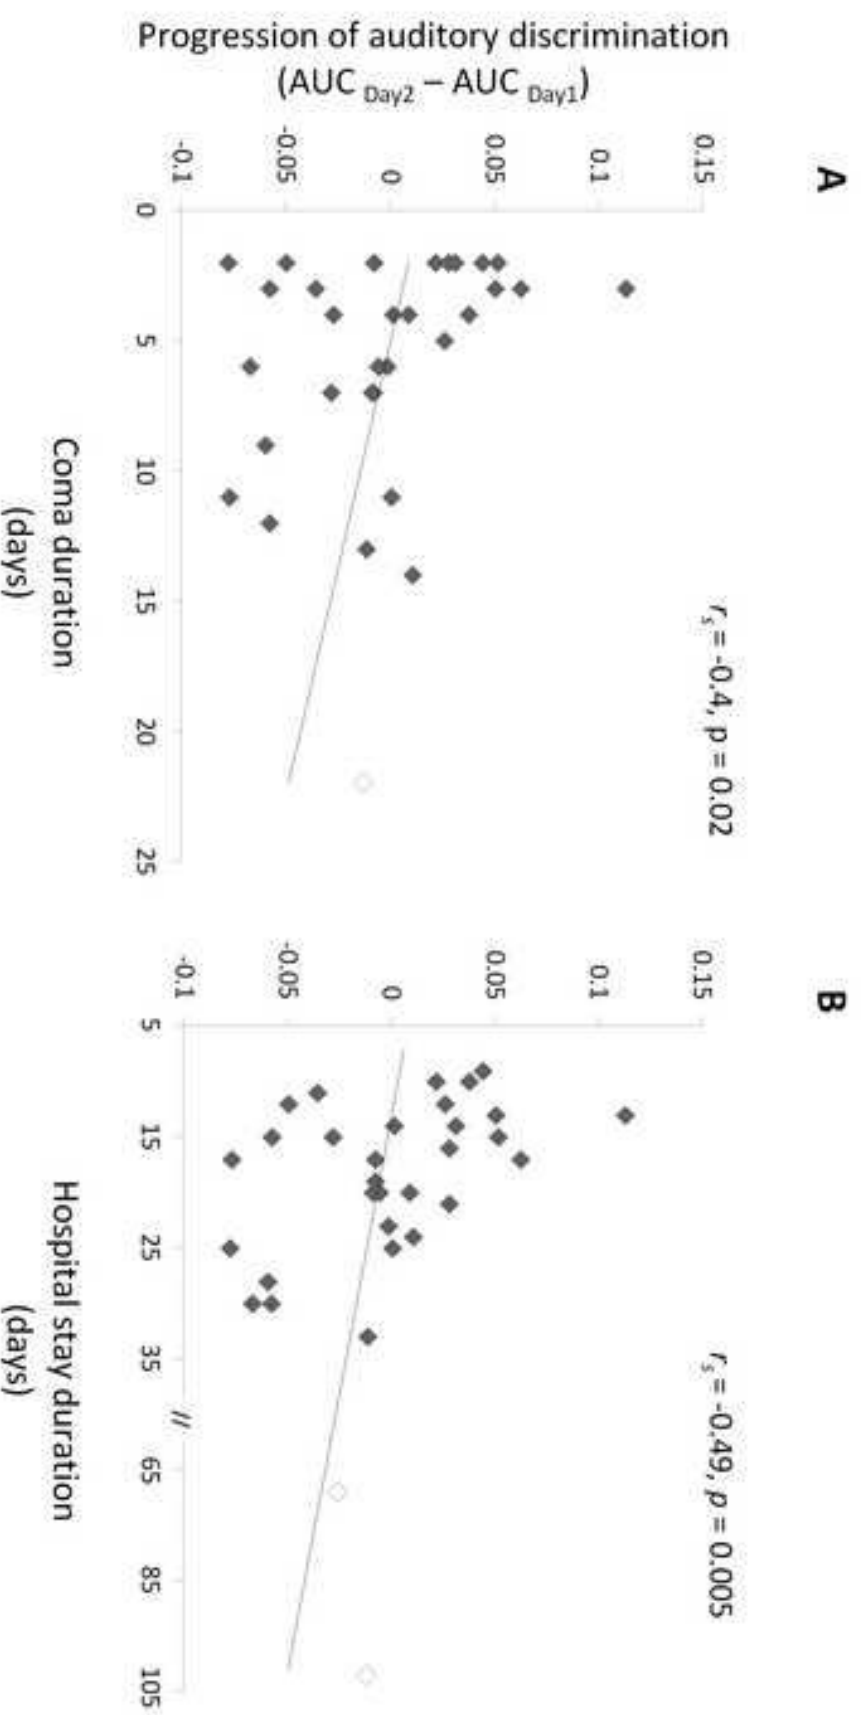 A
Progression of auditory discrimination
(AUC Day2 – AUC Day1)
0.15
0.1
0.05
0
-0.05
-0.1
0
5
10
15
20
25
Coma duration
(days)
rs = -0.4, p = 0.02
B
0.15
0.1
0.05
0
-0.05
-0.1
5
15
25
35
//
65
85
105
Hospital stay duration
(days)
rs = -0.49, p = 0.005